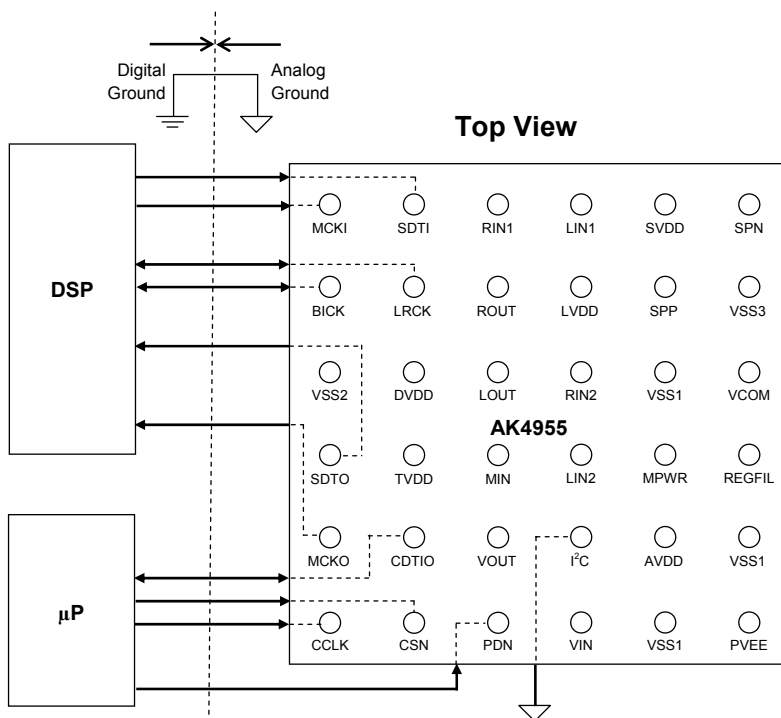 Digital Ground
Analog Ground
Top View
DSP
MCKI SDTI RIN1 LIN1 SVDD SPN
BICK LRCK ROUT LVDD SPP VSS3
VSS2 DVDD LOUT RIN2 VSS1 VCOM
AK4955
SDTO TVDD MIN LIN2 MPWR REGFIL
MCKO CDTIO VOUT I²C AVDD VSS1
µP
CCLK CSN PDN VIN VSS1 PVEE